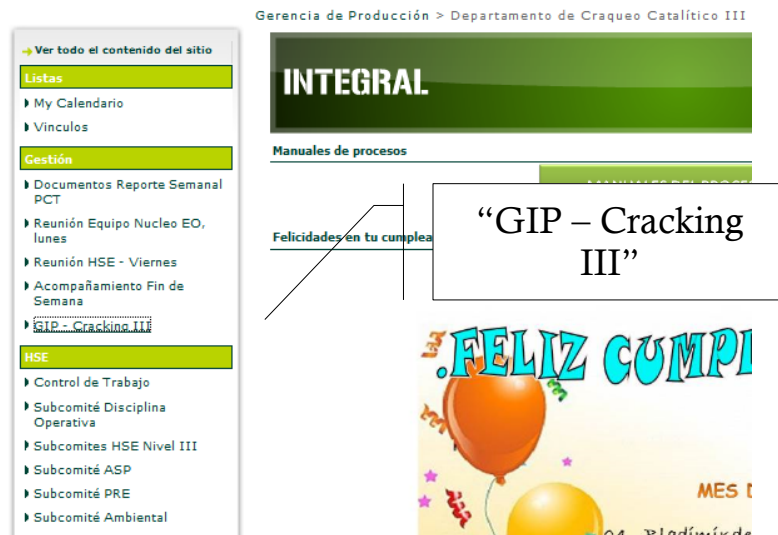 Gerencia de Producción > Departamento de Craqueo Catalítico III
Ver todo el contenido del sitio
Listas
My Calendario
Vinculos
Gestión
Documentos Reporte Semanal
PCT
Reunión Equipo Nucleo EO,
lunes
Reunión HSE - Viernes
Acompañamiento Fin de
Semana
GIP - Cracking III
HSE
Control de Trabajo
Subcomité Disciplina
Operativa
Subcomites HSE Nivel III
Subcomité ASP
Subcomité PRE
Subcomité Ambiental
INTEGRAL
Manuales de procesos
Felicidades en tu cumplea
“GIP – Cracking
III”
.FELIZ CUMPL
MES D